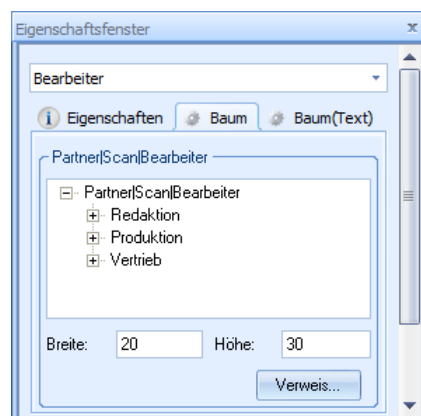 Eigenschaftsfenster
Bearbeiter
Eigenschaften Baum Baum(Text)
Partner|Scan|Bearbeiter
Partner|Scan|Bearbeiter
Redaktion
Produktion
Vertrieb
Breite: 20 Höhe: 30
Verweis...